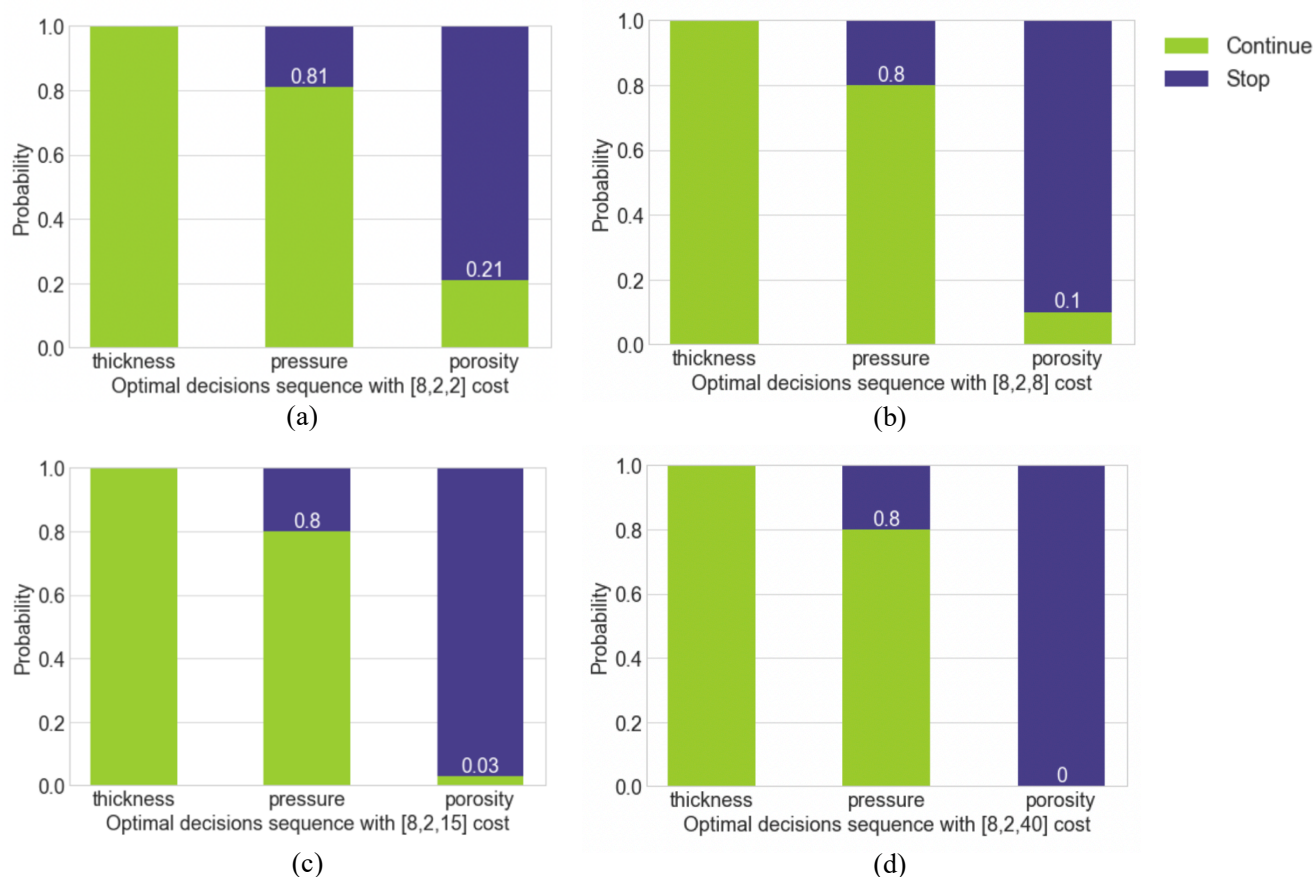 1.0
0.8
0.6
0.4
0.2
0.0
Probability
0.81
0.21
thickness pressure porosity
Optimal decisions sequence with [8,2,2] cost
(a)
1.0
0.8
0.6
0.4
0.2
0.0
Probability
0.8
0.1
thickness pressure porosity
Optimal decisions sequence with [8,2,8] cost
(b)
Continue
Stop
1.0
0.8
0.6
0.4
0.2
0.0
Probability
0.8
0.03
thickness pressure porosity
Optimal decisions sequence with [8,2,15] cost
(c)
1.0
0.8
0.6
0.4
0.2
0.0
Probability
0.8
0
thickness pressure porosity
Optimal decisions sequence with [8,2,40] cost
(d)